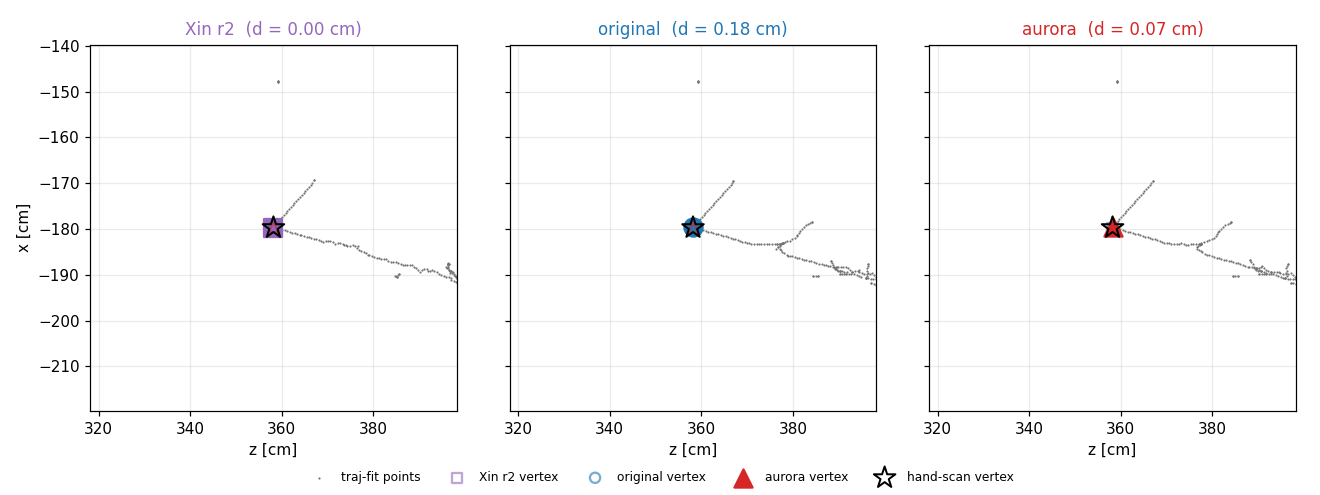 Xin r2  (d = 0.00 cm)
original  (d = 0.18 cm)
aurora  (d = 0.07 cm)
−140
−150
−160
−170
−180
−190
−200
−210
x [cm]
320 340 360 380
320 340 360 380
320 340 360 380
z [cm]
z [cm]
z [cm]
traj-fit points
Xin r2 vertex
original vertex
aurora vertex
hand-scan vertex